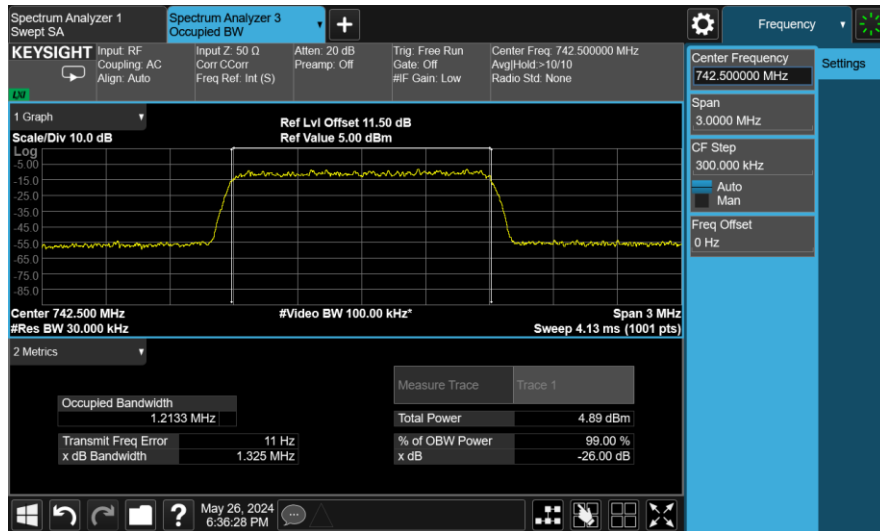 Spectrum Analyzer 1
Swept SA
Spectrum Analyzer 3
Occupied BW
Frequency
KEYSIGHT
Input: RF
Coupling: AC
Align: Auto
Input Z: 50 Ω
Corr CCorr
Freq Ref: Int (S)
Atten: 20 dB
Preamp: Off
Trig: Free Run
Gate: Off
#IF Gain: Low
Center Freq: 742.500000 MHz
Avg|Hold:>10/10
Radio Std: None
LXI
Center Frequency
742.500000 MHz
Settings
Span
3.0000 MHz
CF Step
300.000 kHz
Auto
Man
Freq Offset
0 Hz
1 Graph
Scale/Div 10.0 dB
Ref Lvl Offset 11.50 dB
Ref Value 5.00 dBm
Log
-5.00
-15.0
-25.0
-35.0
-45.0
-55.0
-65.0
-75.0
-85.0
Center 742.500 MHz
#Video BW 100.00 kHz*
Span 3 MHz
#Res BW 30.000 kHz
Sweep 4.13 ms (1001 pts)
2 Metrics
Measure Trace
Trace 1
Occupied Bandwidth
1.2133 MHz
Total Power
4.89 dBm
Transmit Freq Error
11 Hz
% of OBW Power
99.00 %
x dB Bandwidth
1.325 MHz
x dB
-26.00 dB
?
May 26, 2024
6:36:28 PM